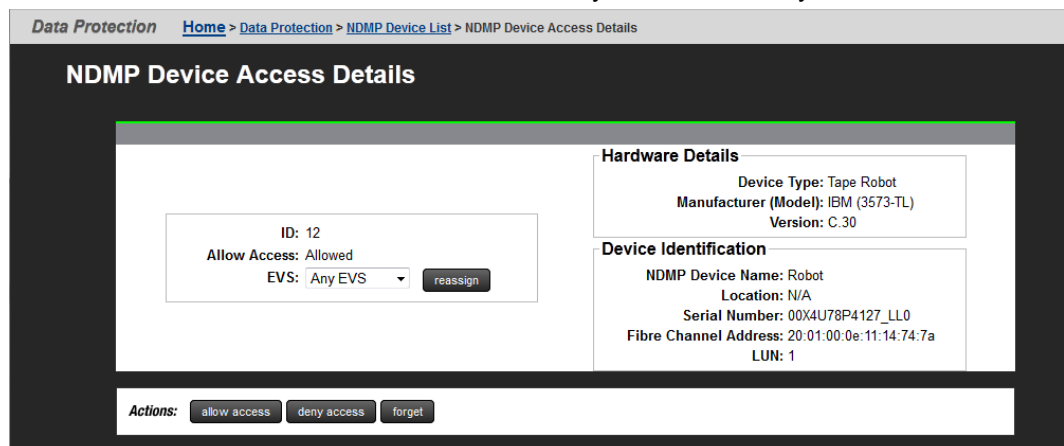 Data Protection Home > Data Protection > NDMP Device List > NDMP Device Access Details
NDMP Device Access Details
ID: 12
Allow Access: Allowed
EVS: Any EVS reassign
Hardware Details
Device Type: Tape Robot
Manufacturer (Model): IBM (3573-TL)
Version: C.30
Device Identification
NDMP Device Name: Robot
Location: N/A
Serial Number: 00X4U78P4127_LL0
Fibre Channel Address: 20:01:00:0e:11:14:74:7a
LUN: 1
Actions: allow access deny access forget